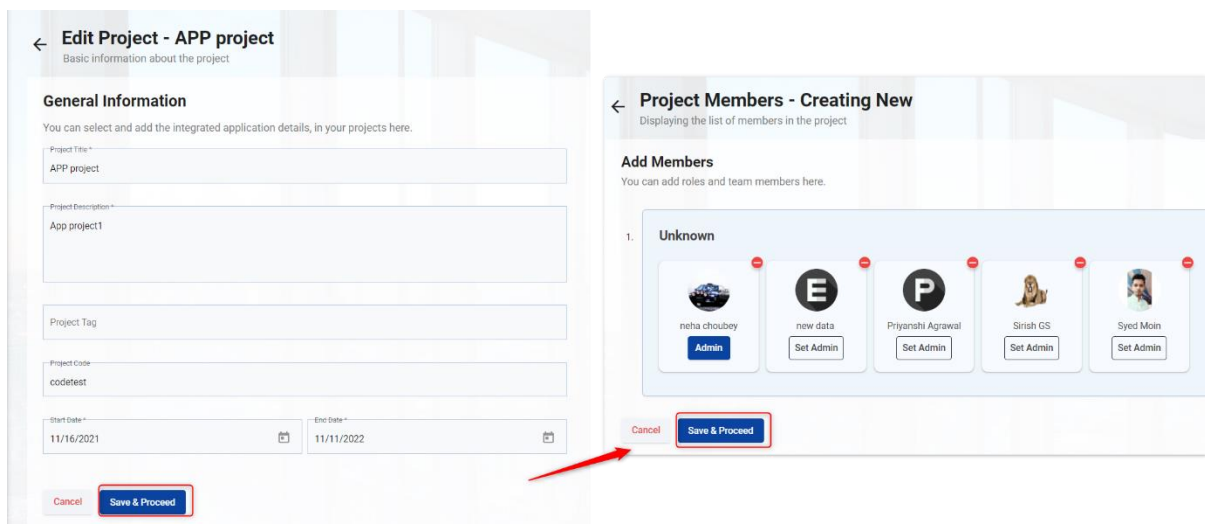 Edit Project - APP project
Basic information about the project
General Information
You can select and add the integrated application details, in your projects here.
Project Title *
APP project
Project Description *
App project1
Project Tag
Project Code
codetest
Start Date *
11/16/2021
End Date *
11/11/2022
Cancel
Save & Proceed
Project Members - Creating New
Displaying the list of members in the project
Add Members
You can add roles and team members here.
1.
Unknown
E
P
neha choubey
new data
Priyanshi Agrawal
Sirish GS
Syed Moin
Admin
Set Admin
Set Admin
Set Admin
Set Admin
Cancel
Save & Proceed